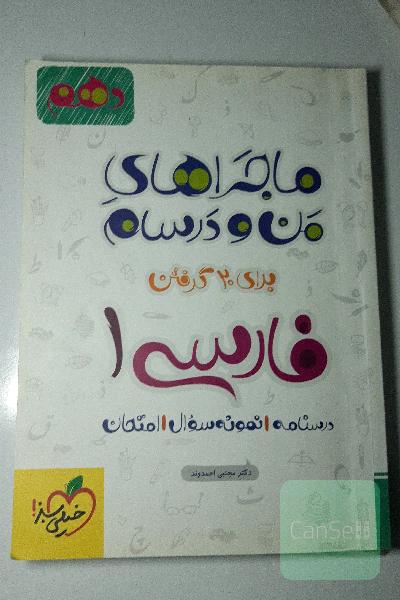 دهم
ماجراهای
من و درسام
برای ۲۰ گرفتن
فارسی ۱
درسنامه | نمونه سؤال | امتحان
دکتر مجتبی احمدوند
خیلی سبز!
CanSell